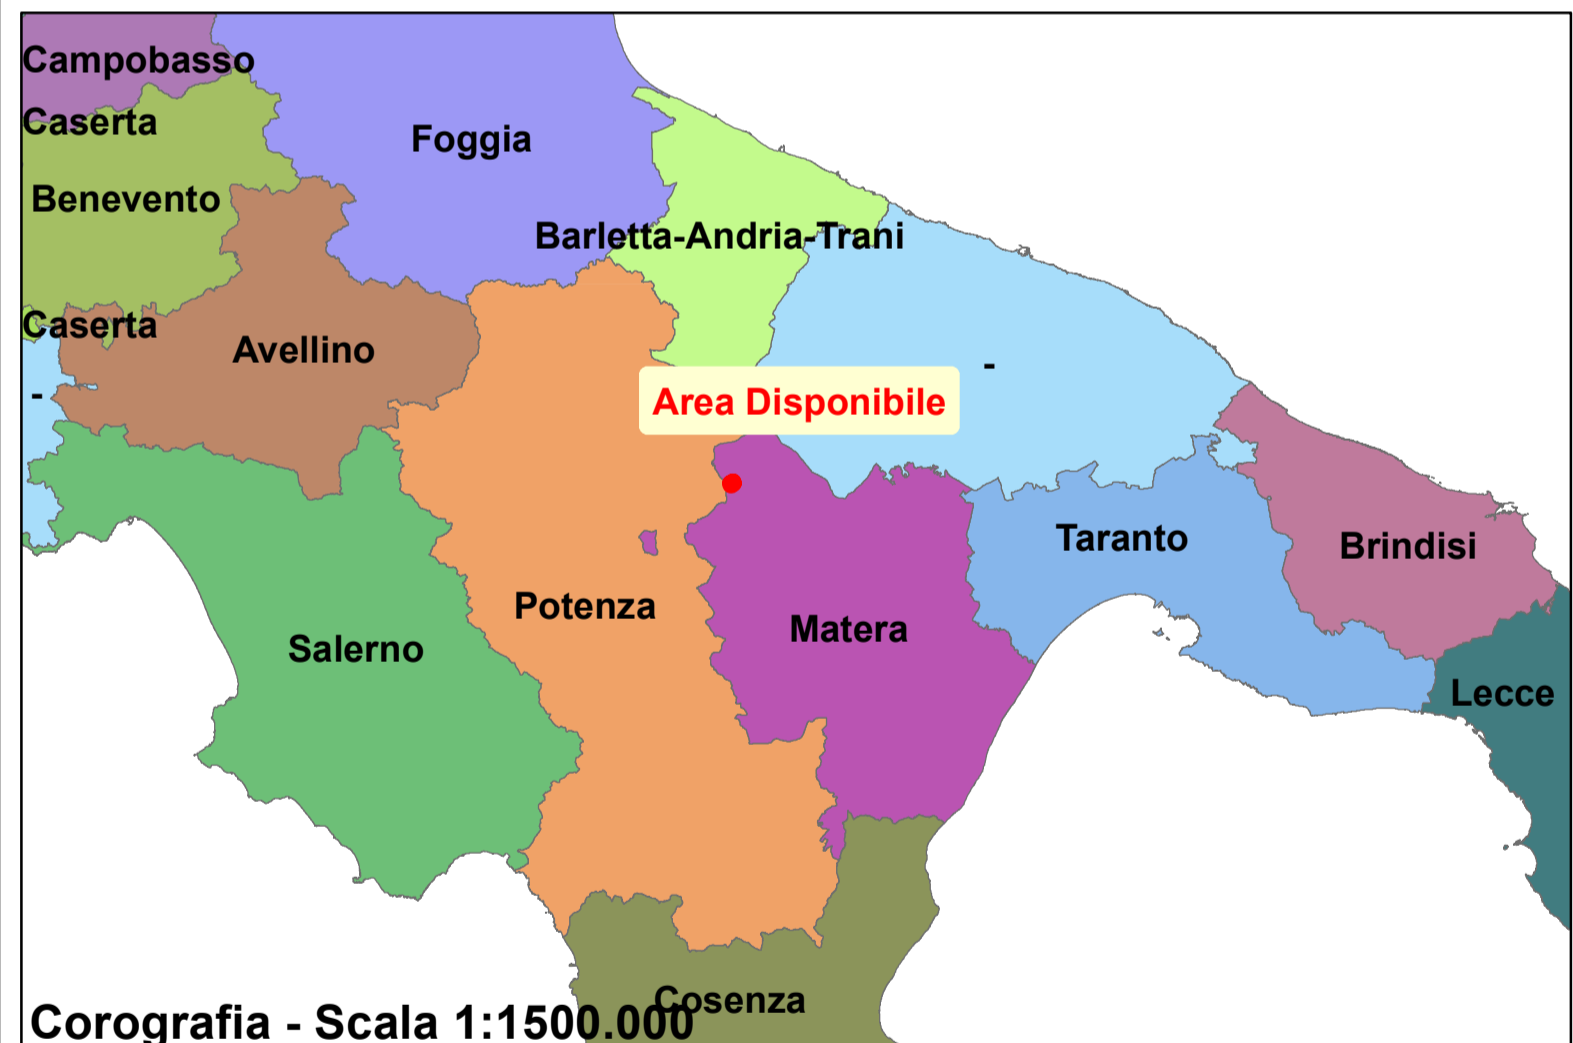 Campobasso
Caserta
Foggia
Benevento
Barletta-Andria-Trani
Caserta
Avellino
-
-
Area Disponibile
Taranto
Brindisi
Potenza
Matera
Salerno
Lecce
Cosenza
Corografia - Scala 1:1500.000